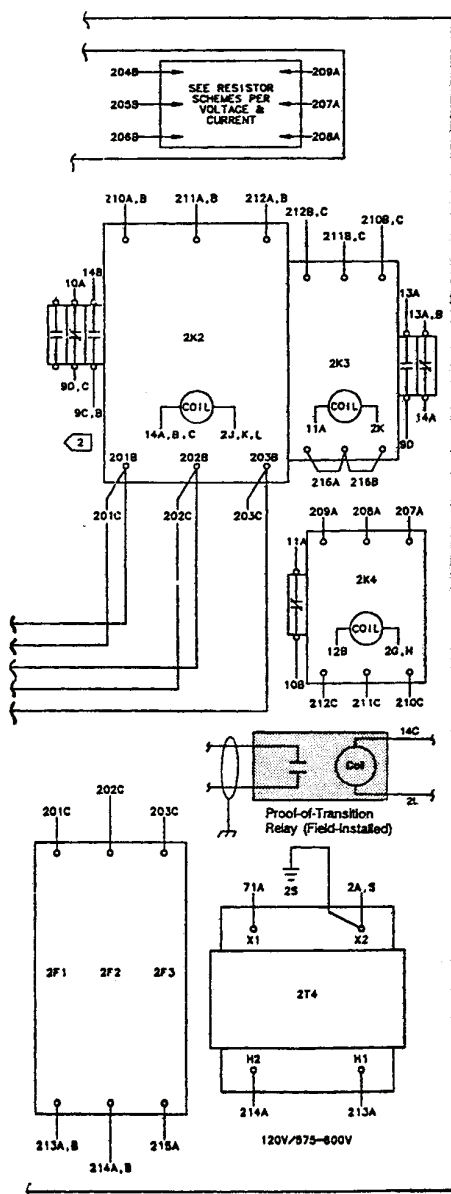 204B 209A
SEE RESISTOR
205B SCHEMES PER 207A
VOLTAGE &
CURRENT
206B 208A
210A,B 211A,B 212A,B
212B,C 211B,C 210B,C
10A 14B
13A 13A,B
2K2
2K3
9D,C
9C,B
COIL
14A,B,C 2J,K,L
COIL
11A 2K
14A
9D
2
201B 202B 203B
216A 216B
201C 202C 203C
209A 208A 207A
11A
2K4
COIL
12B 2G,H
10B
212C 211C 210C
14C
Coil
2L
Proof-of-Transition
Relay (Field-Installed)
201C 202C 203C
71A 2S 2A,S
X1 X2
2F1 2F2 2F3
2T4
H2 H1
214A 213A
213A,B 214A,B 215A
120V/575-600V